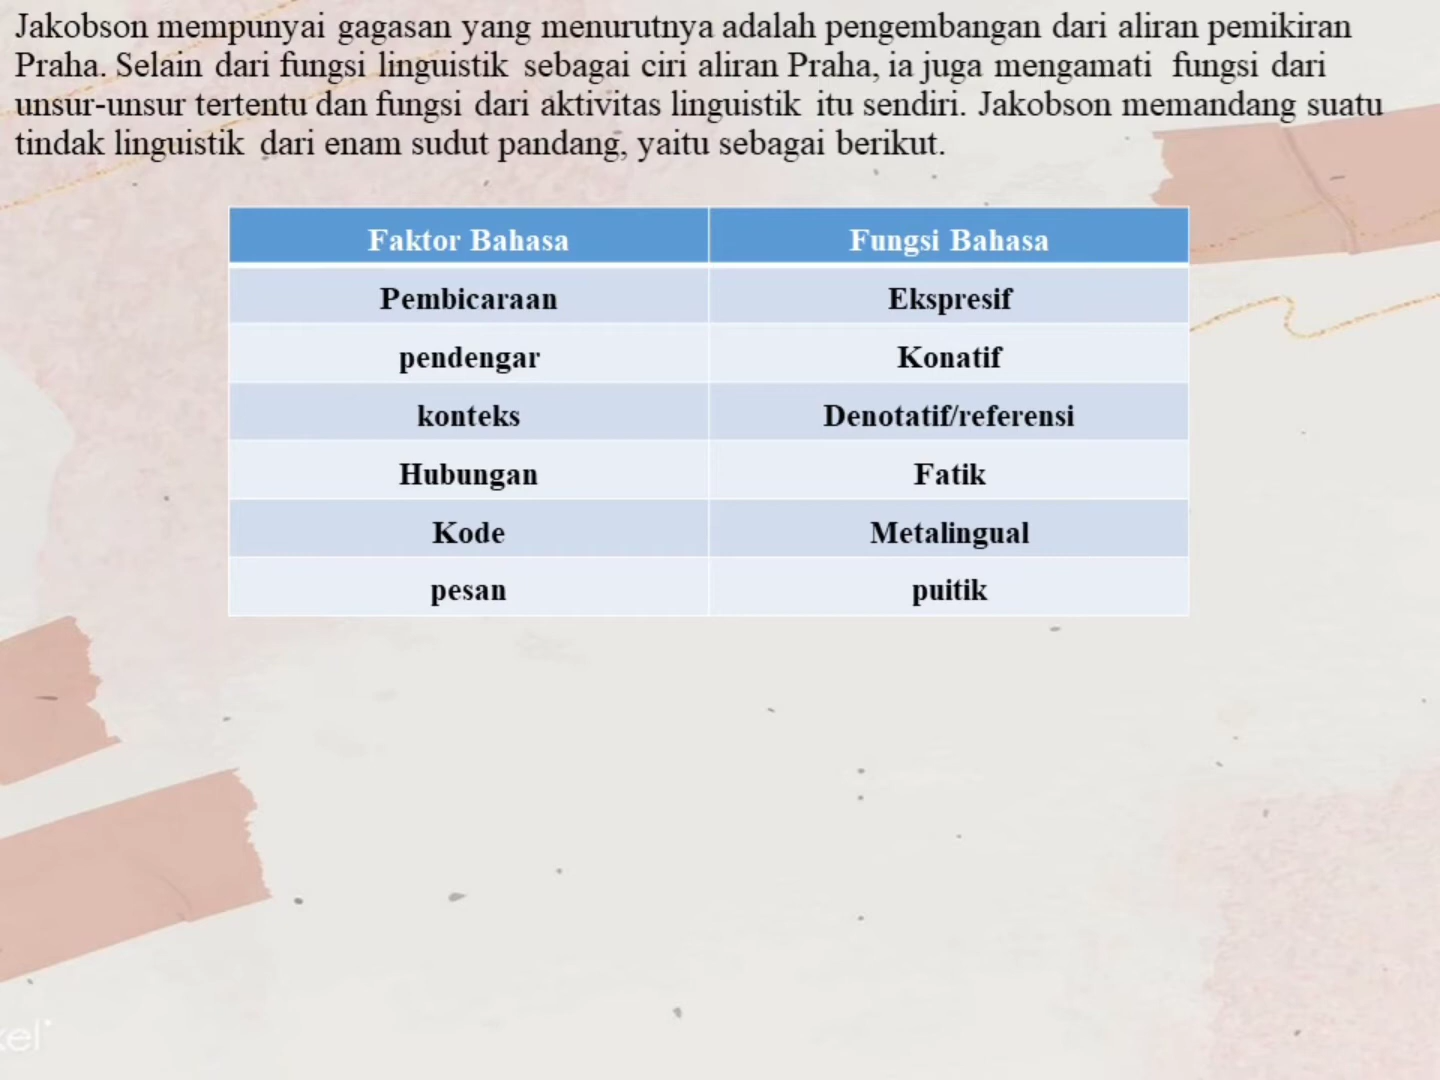 Jakobson mempunyai gagasan yang menurutnya adalah pengembangan dari aliran pemikiran
Praha. Selain dari fungsi linguistik sebagai ciri aliran Praha, ia juga mengamati fungsi dari
unsur-unsur tertentu dan fungsi dari aktivitas linguistik itu sendiri. Jakobson memandang suatu
tindak linguistik dari enam sudut pandang, yaitu sebagai berikut.
Faktor Bahasa Fungsi Bahasa
Pembicaraan Ekspresif
pendengar Konatif
konteks Denotatif/referensi
Hubungan Fatik
Kode Metalingual
pesan puitik